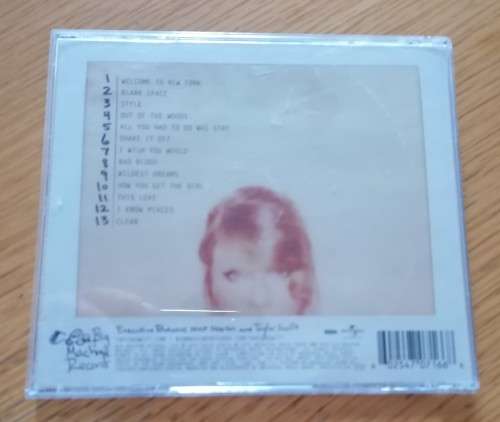 1 WELCOME TO NEW YORK
2 BLANK SPACE
3 STYLE
4 OUT OF THE WOODS
5 ALL YOU HAD TO DO WAS STAY
6 SHAKE IT OFF
7 I WISH YOU WOULD
8 BAD BLOOD
9 WILDEST DREAMS
10 HOW YOU GET THE GIRL
11 THIS LOVE
12 I KNOW PLACES
13 CLEAN
Big Machine Records
EXECUTIVE PRODUCERS MAX MARTIN AND Taylor Swift
02547 07166